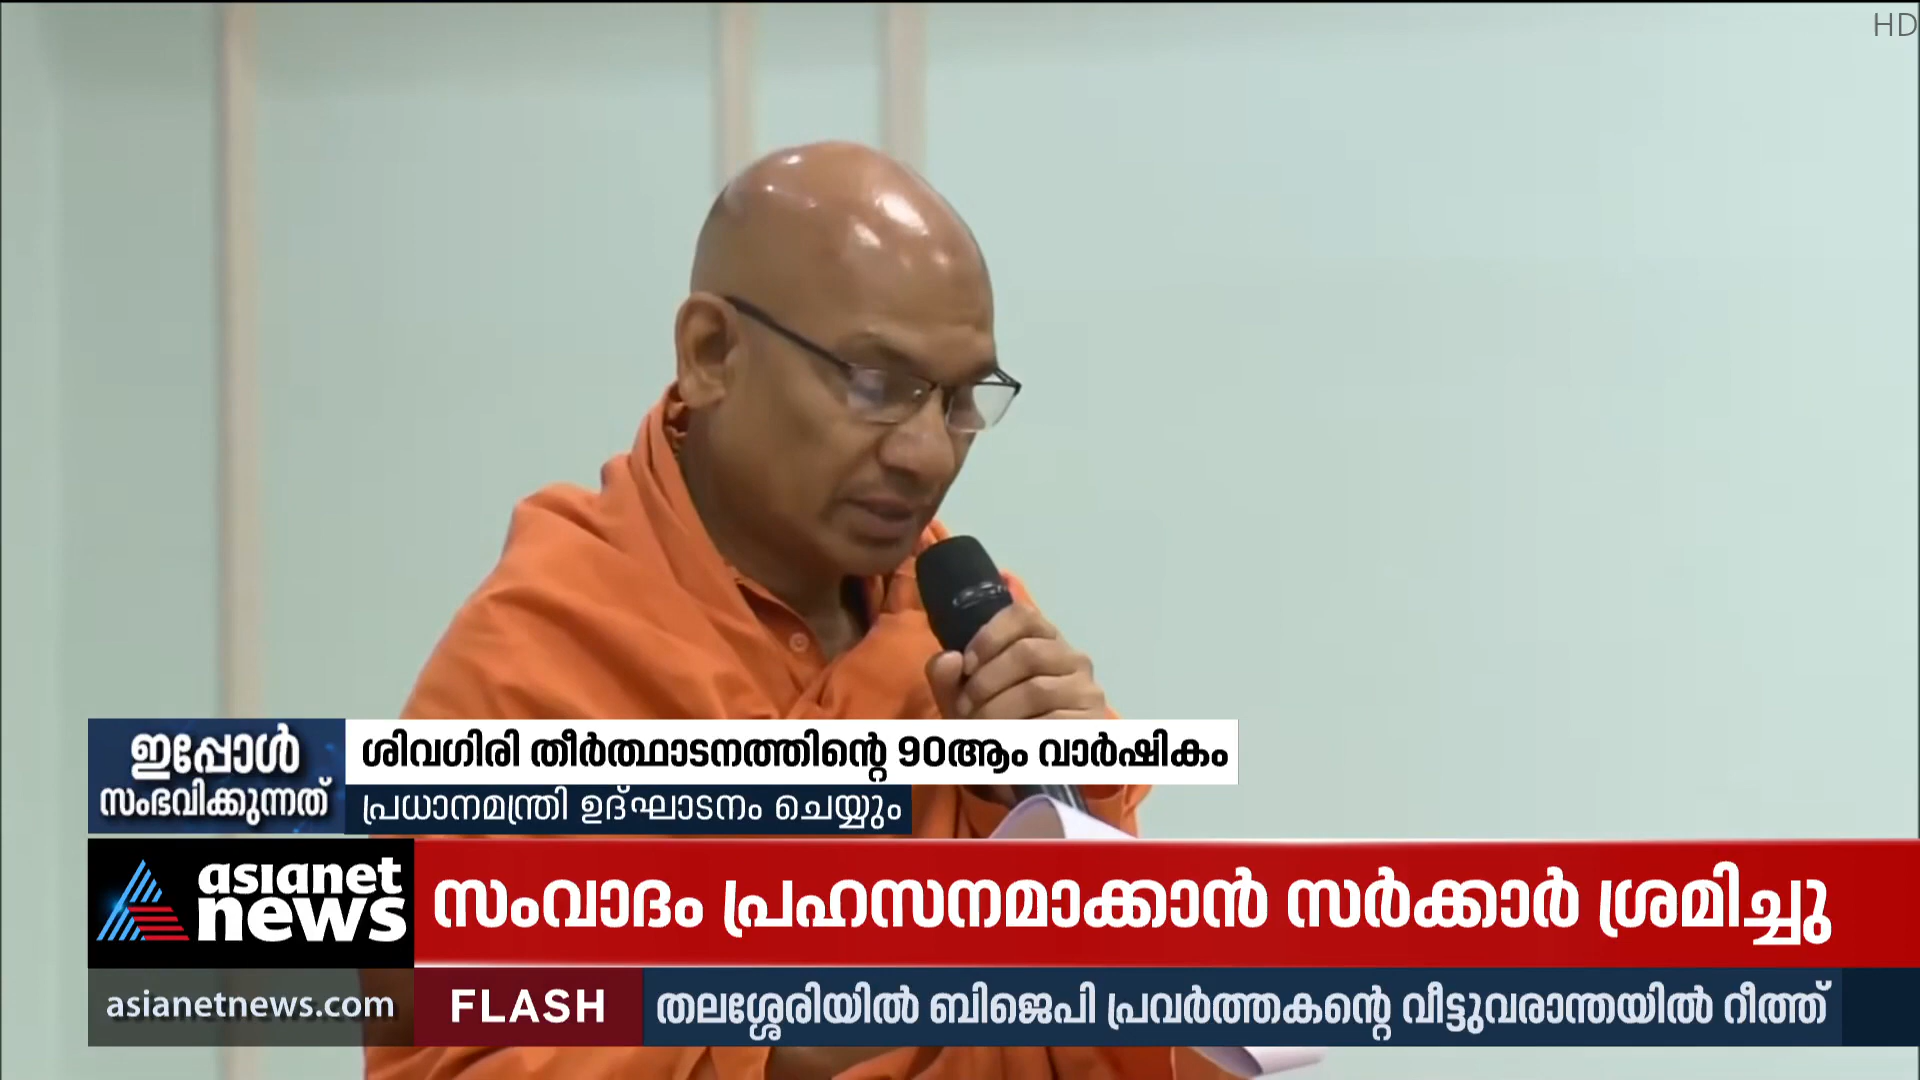 HD
ഇപ്പോൾ
സംഭവിക്കുന്നത്
ശിവഗിരി തീർത്ഥാടനത്തിന്റെ 90ആം വാർഷികം
പ്രധാനമന്ത്രി ഉദ്ഘാടനം ചെയ്യും
asianet
news
സംവാദം പ്രഹസനമാക്കാൻ സർക്കാർ ശ്രമിച്ചു
asianetnews.com
FLASH
തലശ്ശേരിയിൽ ബിജെപി പ്രവർത്തകന്റെ വീട്ടുവരാന്തയിൽ റീത്ത്